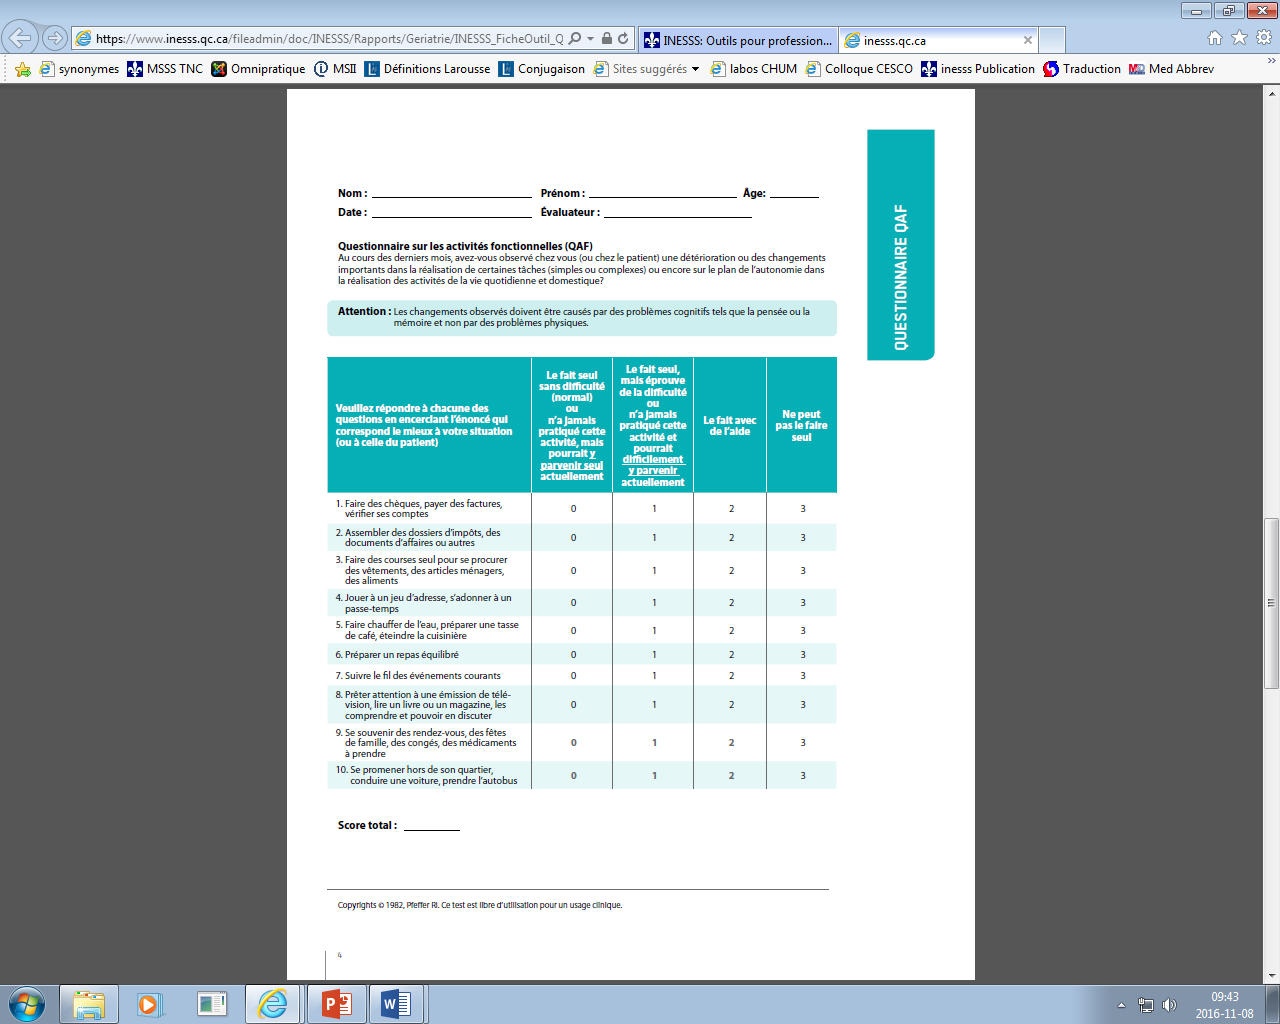 https://www.inesss.qc.ca/fileadmin/doc/INESSS/Rapports/Geriatrie/INESSS_FicheOutil_Q
INESSS: Outils pour profession...
inesss.qc.ca
synonymes
MSSS TNC
Omnipratique
MSII
Définitions Larousse
Conjugaison
Sites suggérés
labos CHUM
Colloque CESCO
inesss Publication
Traduction
Med Abbrev
QUESTIONNAIRE QAF
Nom : Prénom : Âge:
Date : Évaluateur :
Questionnaire sur les activités fonctionnelles (QAF)
Au cours des derniers mois, avez-vous observé chez vous (ou chez le patient) une détérioration ou des changements
importants dans la réalisation de certaines tâches (simples ou complexes) ou encore sur le plan de l'autonomie dans
la réalisation des activités de la vie quotidienne et domestique?
Attention : Les changements observés doivent être causés par des problèmes cognitifs tels que la pensée ou la
mémoire et non par des problèmes physiques.
Veuillez répondre à chacune des
questions en encerclant l'énoncé qui
correspond le mieux à votre situation
(ou à celle du patient)
Le fait seul
sans difficulté
(normal)
ou
n'a jamais
pratiqué cette
activité, mais
pourrait y
parvenir seul
actuellement
Le fait seul,
mais éprouve
de la difficulté
ou
n'a jamais
pratiqué cette
activité et
pourrait
difficilement
y parvenir
actuellement
Le fait avec
de l'aide
Ne peut
pas le faire
seul
1. Faire des chèques, payer des factures,
vérifier ses comptes
0 1 2 3
2. Assembler des dossiers d'impôts, des
documents d'affaires ou autres
0 1 2 3
3. Faire des courses seul pour se procurer
des vêtements, des articles ménagers,
des aliments
0 1 2 3
4. Jouer à un jeu d'adresse, s'adonner à un
passe-temps
0 1 2 3
5. Faire chauffer de l'eau, préparer une tasse
de café, éteindre la cuisinière
0 1 2 3
6. Préparer un repas équilibré 0 1 2 3
7. Suivre le fil des événements courants 0 1 2 3
8. Prêter attention à une émission de télé-
vision, lire un livre ou un magazine, les
comprendre et pouvoir en discuter
0 1 2 3
9. Se souvenir des rendez-vous, des fêtes
de famille, des congés, des médicaments
à prendre
0 1 2 3
10. Se promener hors de son quartier,
conduire une voiture, prendre l'autobus
0 1 2 3
Score total :
Copyrights © 1982, Pfeffer RI. Ce test est libre d'utilisation pour un usage clinique.
4
09:43
2016-11-08